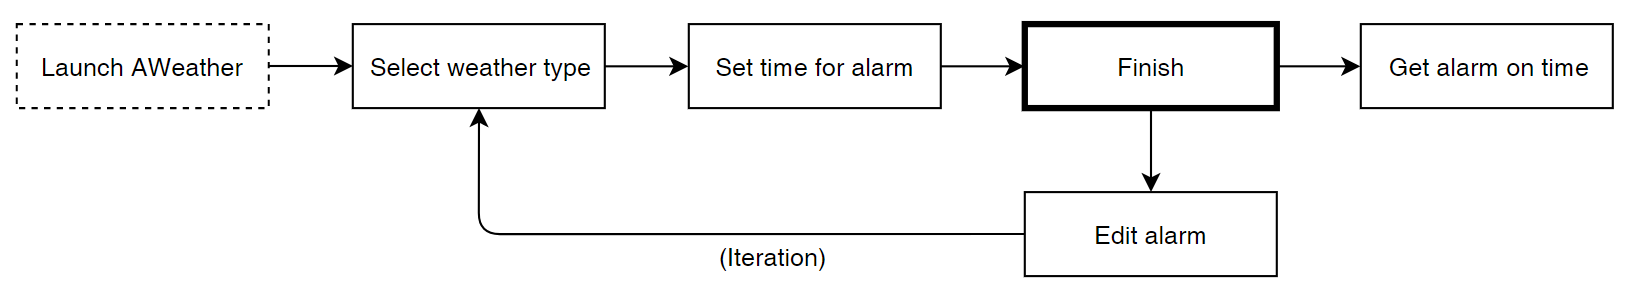 Launch AWeather
Select weather type
Set time for alarm
Finish
Get alarm on time
Edit alarm
(Iteration)